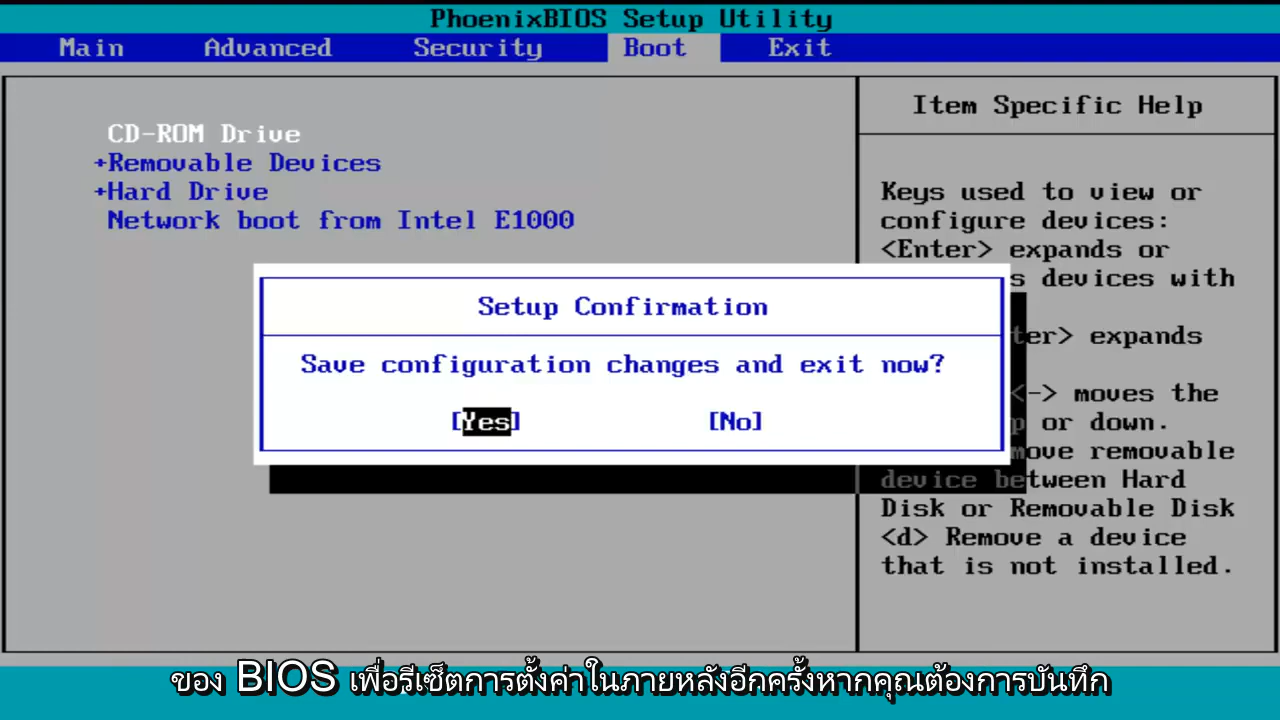 PhoenixBIOS Setup Utility
Main Advanced Security Boot Exit
CD-ROM Drive
+Removable Devices
+Hard Drive
Network boot from Intel E1000
Item Specific Help
Keys used to view or
configure devices:
<Enter> expands or
s devices with
ter> expands
<-> moves the
p or down.
move removable
device between Hard
Disk or Removable Disk
<d> Remove a device
that is not installed.
Setup Confirmation
Save configuration changes and exit now?
[Yes] [No]
ของ BIOS เพื่อรีเซ็ตการตั้งค่าในภายหลังอีกครั้งหากคุณต้องการบันทึก